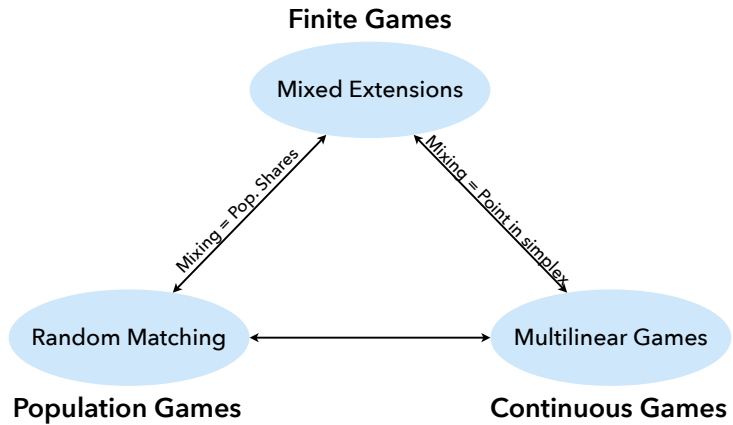 Finite Games
Mixed Extensions
Mixing = Pop. Shares
Mixing = Point in simplex
Random Matching
Multilinear Games
Population Games
Continuous Games